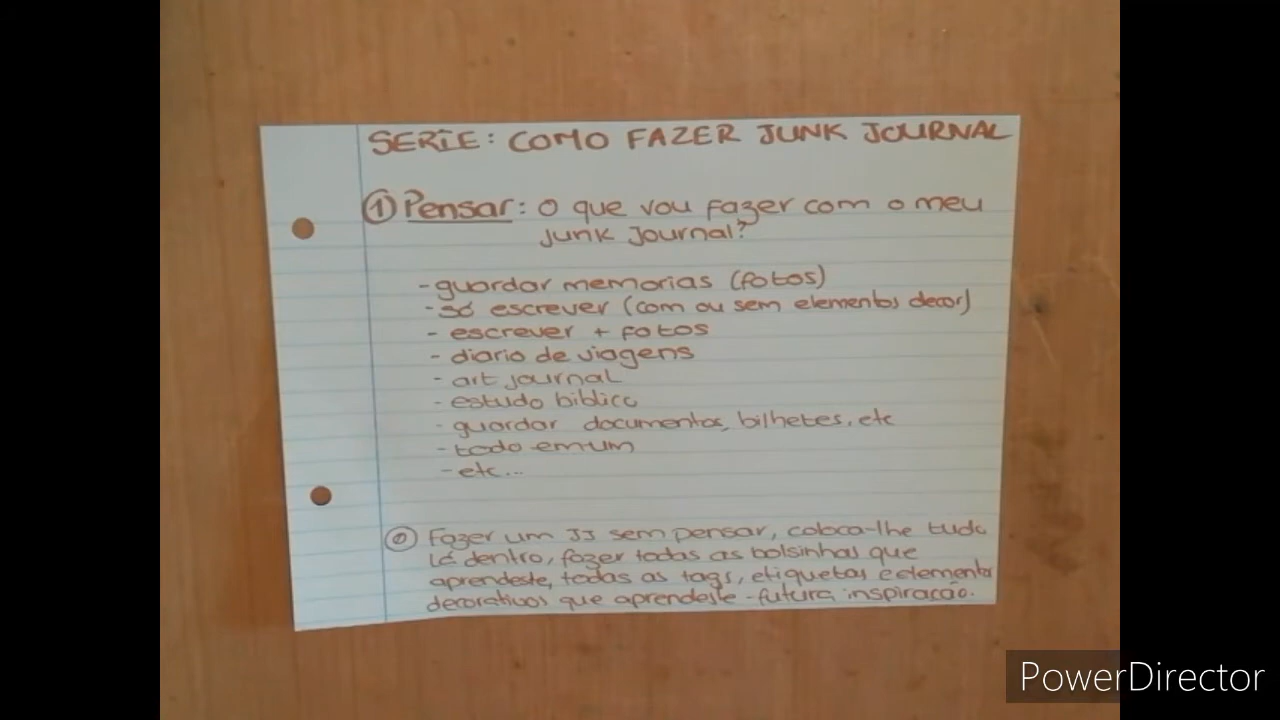 SERIE: COMO FAZER JUNK JOURNAL
① Pensar: O que vou fazer com o meu
junk journal?
- guardar memorias (fotos)
- só escrever (com ou sem elementos decor)
- escrever + fotos
- diario de viagens
- art journal
- estudo biblico
- guardar documentos, bilhetes, etc
- todo em um
- etc...
⓪ Fazer um JJ sem pensar, coloca-lhe tudo
lá dentro, fazer todas as bolsinhas que
aprendeste, todas as tags, etiquetas e elementos
decorativos que aprendeste - futura inspiração.
PowerDirector